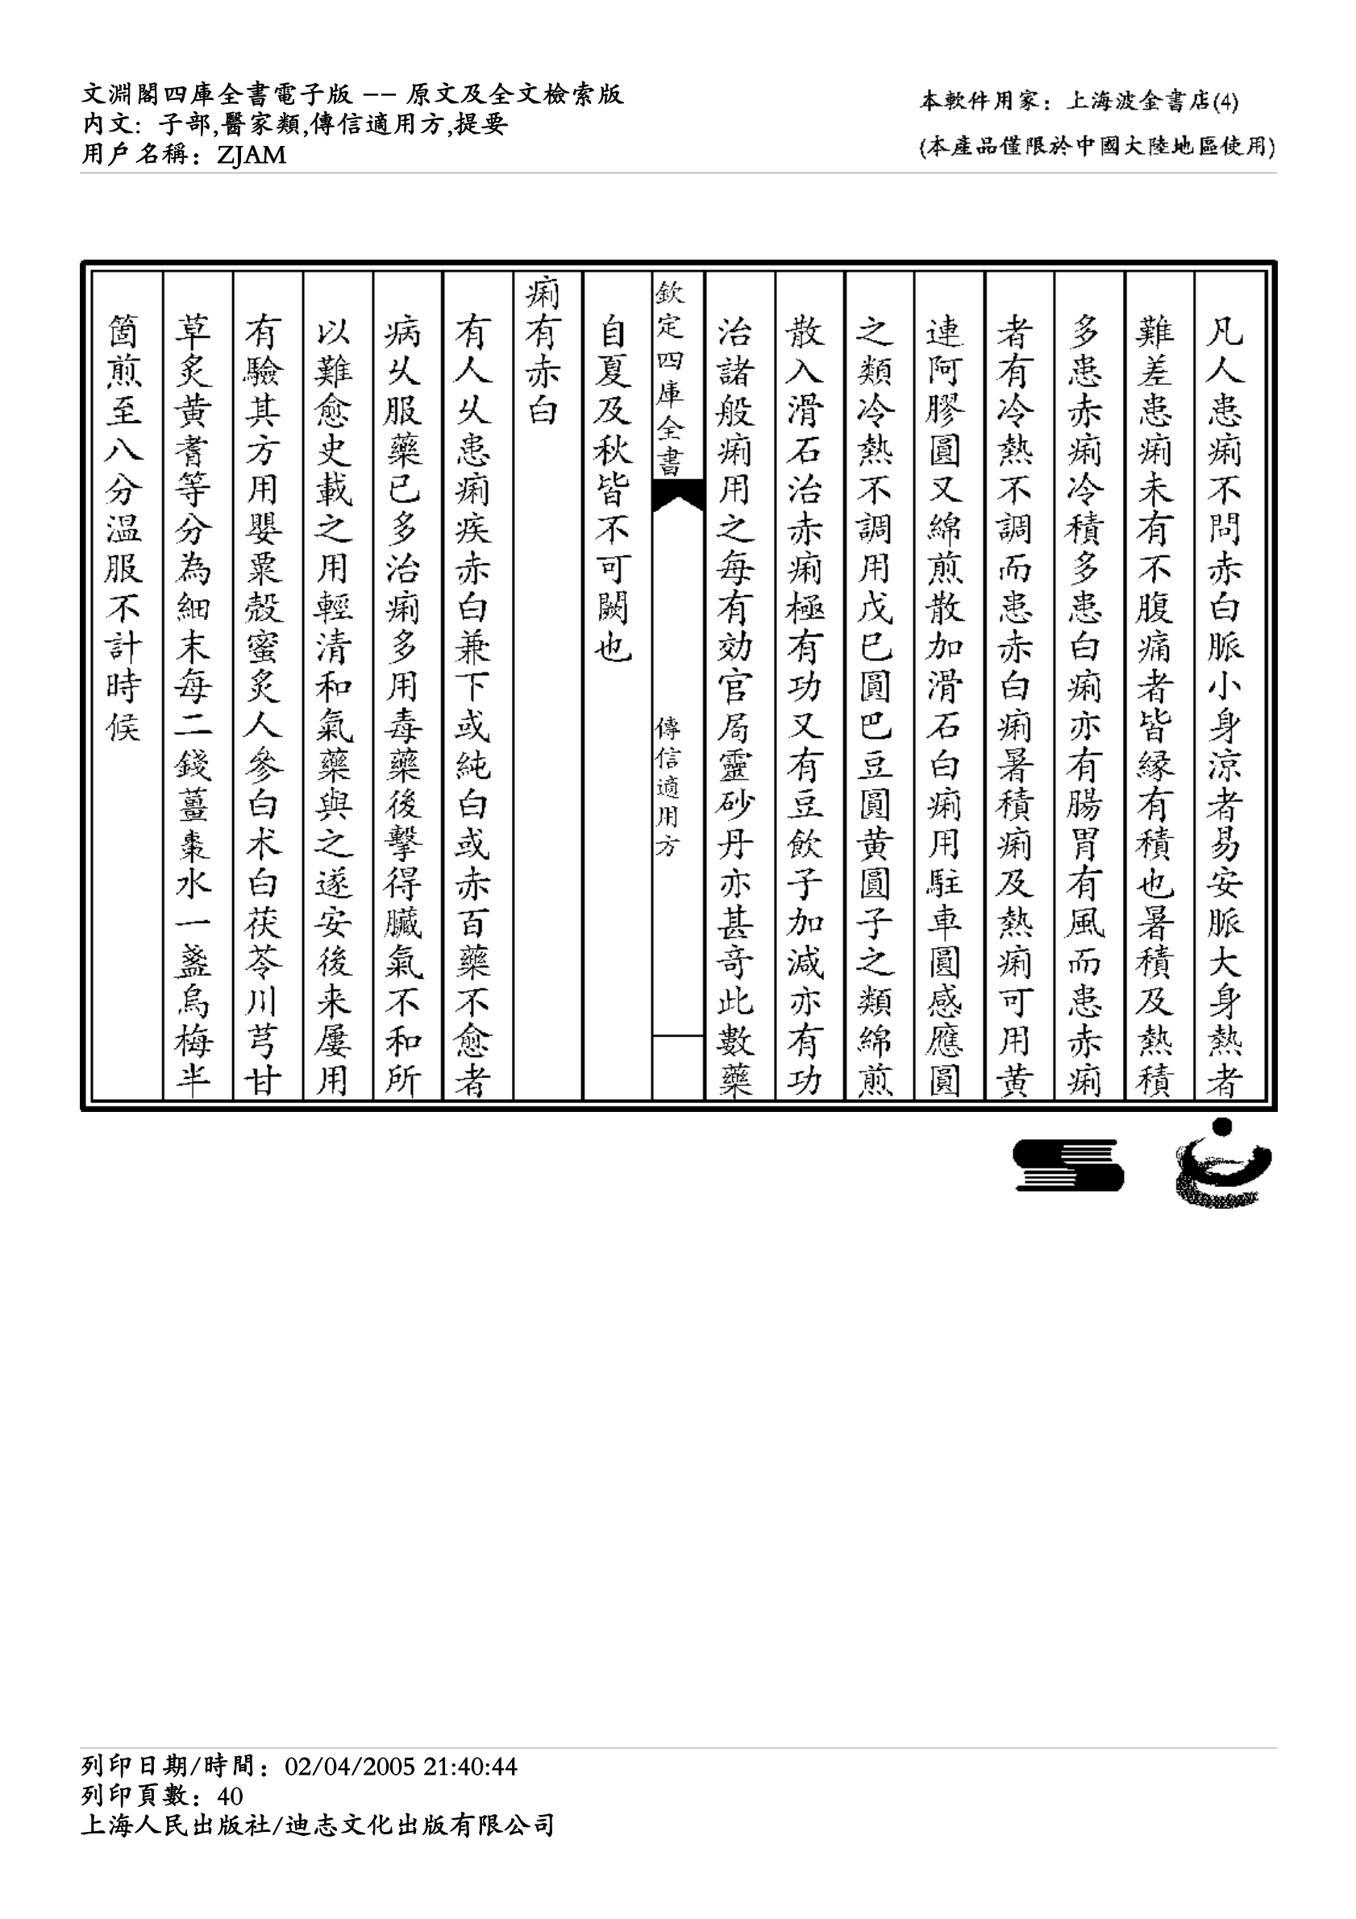 文淵閣四庫全書電子版 -- 原文及全文檢索版
内文: 子部,醫家類,傳信適用方,提要
用戶名稱: ZJAM
本軟件用家: 上海波金書店(4)
(本產品僅限於中國大陸地區使用)
凡人患痢不問赤白脈小身涼者易安脈大身熱者
難差患痢未有不腹痛者皆縁有積也暑積及熱積
多患赤痢冷積多患白痢亦有腸胃有風而患赤痢
者有冷熱不調而患赤白痢暑積痢及熱痢可用黄
連阿膠圓又綿煎散加滑石白痢用駐車圓感應圓
之類冷熱不調用戊巳圓巴豆圓黄圓子之類綿煎
散入滑石治赤痢極有功又有豆飲子加減亦有功
治諸般痢用之每有効官局靈砂丹亦甚竒此數藥
欽定四庫全書
傳信適用方
自夏及秋皆不可闕也
痢有赤白
有人乆患痢疾赤白兼下或純白或赤百藥不愈者
病乆服藥已多治痢多用毒藥後擊得臟氣不和所
以難愈史載之用輕清和氣藥與之遂安後来屢用
有驗其方用嬰粟殼蜜炙人參白朮白茯苓川芎甘
草炙黄耆等分為細末每二錢薑棗水一盞烏梅半
箇煎至八分温服不計時候
列印日期/時間: 02/04/2005 21:40:44
列印頁數: 40
上海人民出版社/迪志文化出版有限公司